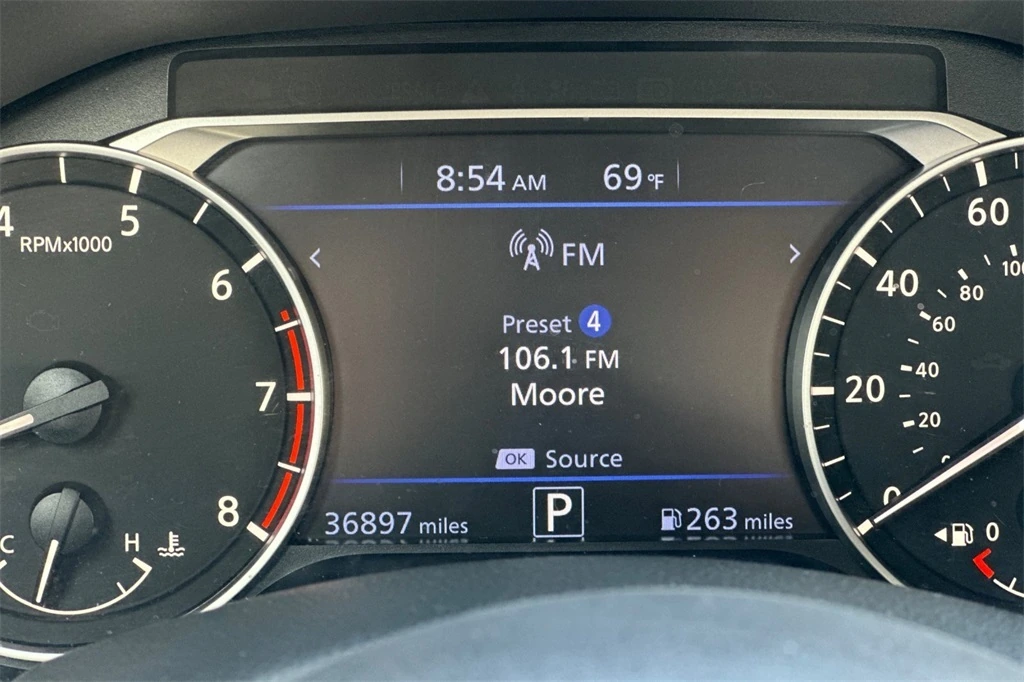 8:54 AM 69 °F
FM
Preset 4
106.1 FM
Moore
OK Source
36897 miles P 263 miles
4 5 6 7 8
RPMx1000
C H
0 20 40 60
0 20 40 60 80 100
0